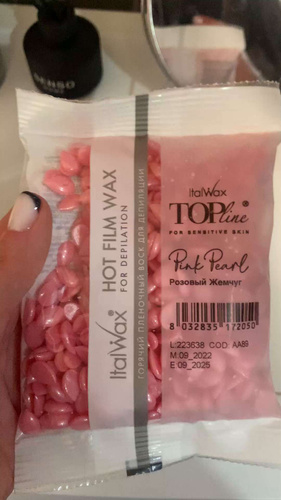 SENSO
ItalWax®
HOT FILM WAX
FOR DEPILATION
ГОРЯЧИЙ ПЛЕНОЧНЫЙ ВОСК ДЛЯ ДЕПИЛЯЦИИ
ItalWax
TOPline®
FOR SENSITIVE SKIN
Pink Pearl
Розовый Жемчуг
8 032835 172050
L:223638 COD: AA89
M:09_2022
E:09_2025